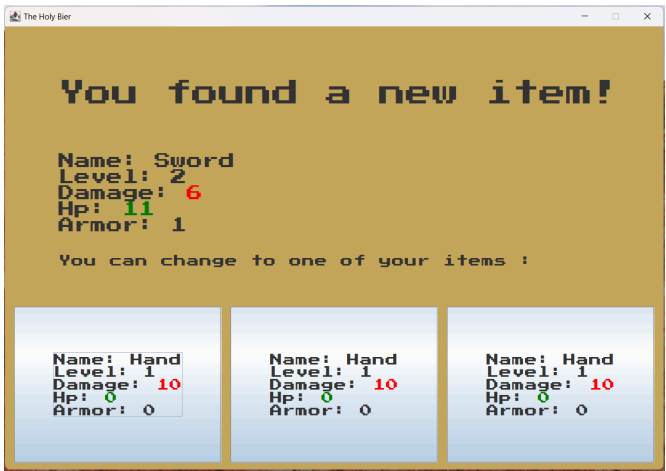 The Holy Bier
You found a new item!
Name: Sword
Level: 2
Damage: 6
Hp: 11
Armor: 1
You can change to one of your items :
Name: Hand
Level: 1
Damage: 10
Hp: 0
Armor: 0
Name: Hand
Level: 1
Damage: 10
Hp: 0
Armor: 0
Name: Hand
Level: 1
Damage: 10
Hp: 0
Armor: 0